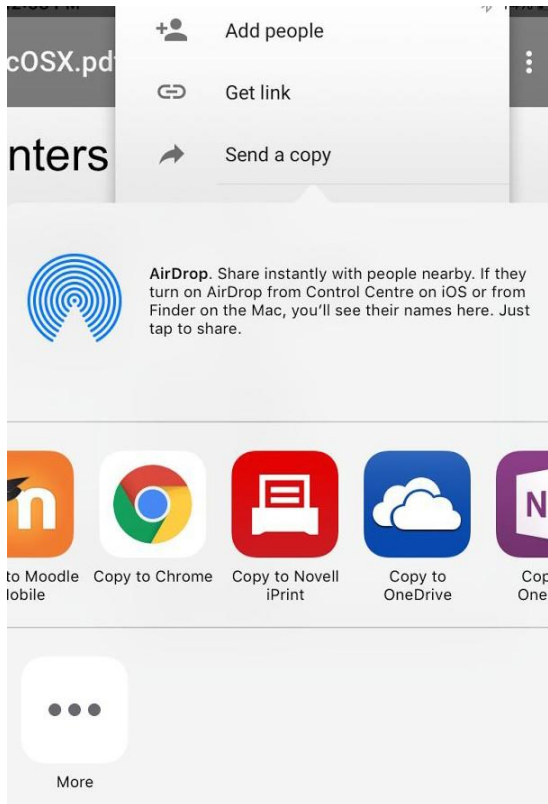 Add people
cOSX.pd
Get link
nters
Send a copy
AirDrop. Share instantly with people nearby. If they
turn on AirDrop from Control Centre on iOS or from
Finder on the Mac, you'll see their names here. Just
tap to share.
n
N
to Moodle
obile
Copy to Chrome
Copy to Novell
iPrint
Copy to
OneDrive
Cop
One
More